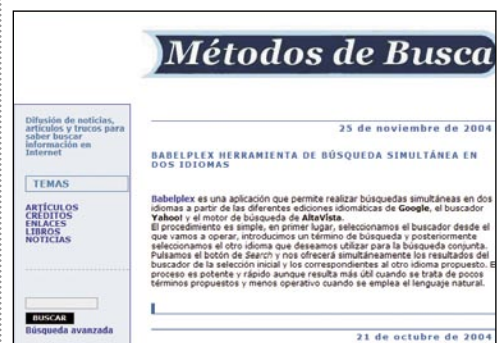 Métodos de Busca
Difusión de noticias,
artículos y trucos para
saber buscar
información en
Internet
TEMAS
ARTÍCULOS
CRÉDITOS
ENLACES
LIBROS
NOTICIAS
BUSCAR
Búsqueda avanzada
25 de noviembre de 2004
BABELPLEX HERRAMIENTA DE BÚSQUEDA SIMULTÁNEA EN
DOS IDIOMAS
Babelplex es una aplicación que permite realizar búsquedas simultáneas en dos
idiomas a partir de las diferentes ediciones idiomáticas de Google, el buscador
Yahoo! y el motor de búsqueda de AltaVista.
El procedimiento es simple, en primer lugar, seleccionamos el buscador desde el
que vamos a operar, introducimos un término de búsqueda y posteriormente
seleccionamos el otro idioma que deseamos utilizar para la búsqueda conjunta.
Pulsamos el botón de Search y nos ofrecerá simultáneamente los resultados del
buscador de la selección inicial y los correspondientes al otro idioma propuesto. E
proceso es potente y rápido aunque resulta más útil cuando se trata de pocos
términos propuestos y menos operativo cuando se emplea el lenguaje natural.
21 de octubre de 2004